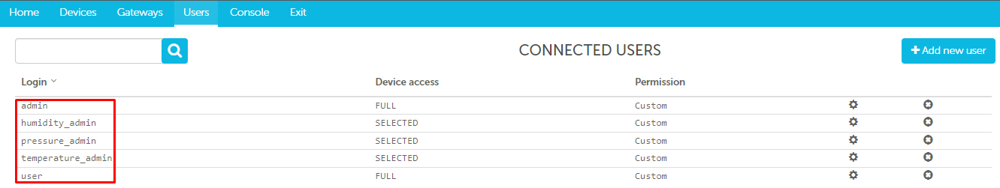 Home Devices Gateways Users Console Exit
CONNECTED USERS
Add new user
Login Device access Permission
admin FULL Custom
humidity_admin SELECTED Custom
pressure_admin SELECTED Custom
temperature_admin SELECTED Custom
user FULL Custom